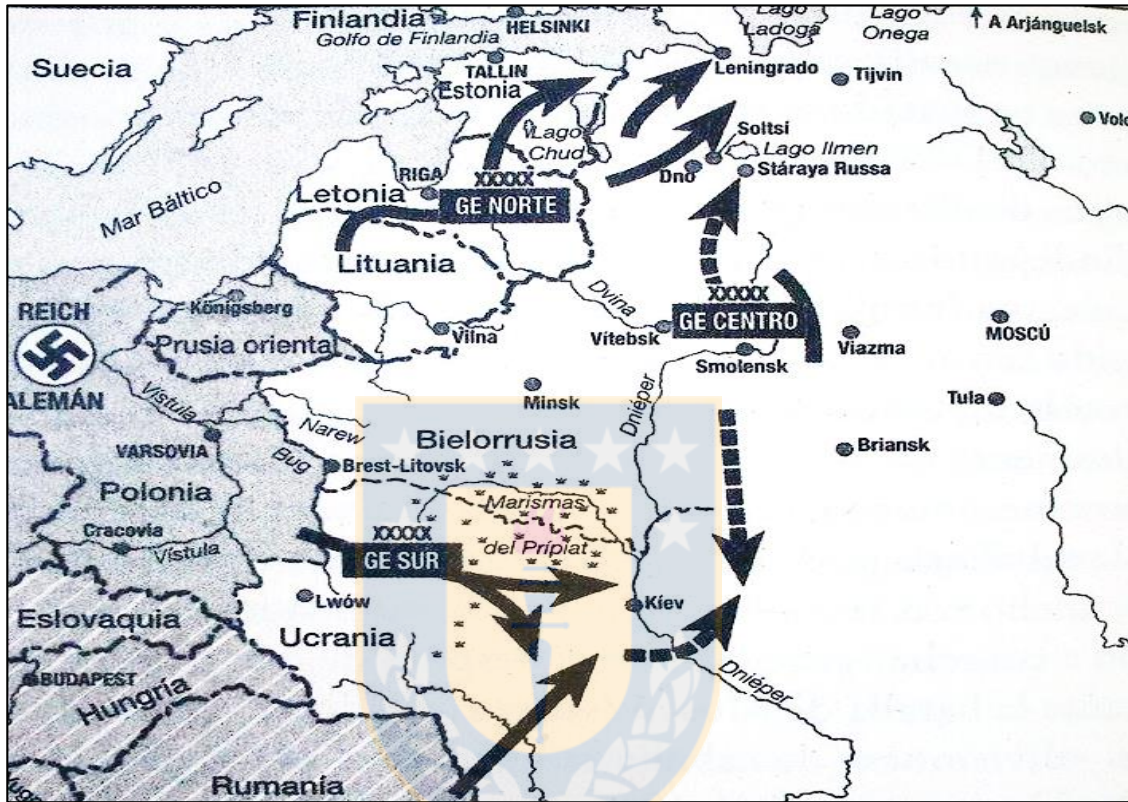 Finlandia
HELSINKI
Golfo de Finlandia
Lago
Ladoga
Lago
Onega
A Arjánguelsk
Suecia
TALLIN
Estonia
Leningrado
Tijvin
Lago
Chud
Soltsí
Lago Ilmen
Dno
Stáraya Russa
RIGA
XXXXX
GE NORTE
Letonia
Mar Báltico
Lituania
Dvina
XXXXX
GE CENTRO
REICH
ALEMÁN
Königsberg
Prusia oriental
Vilna
Vítebsk
Smolensk
Viazma
MOSCÚ
Vístula
Minsk
Dniéper
Tula
Narew
Bielorrusia
Briansk
VARSOVIA
Bug
Brest-Litovsk
Polonia
Marismas
del Prípiat
Cracovia
Vístula
XXXXX
GE SUR
Lwów
Kíev
Eslovaquia
Ucrania
Dniéper
BUDAPEST
Hungría
Rumanía